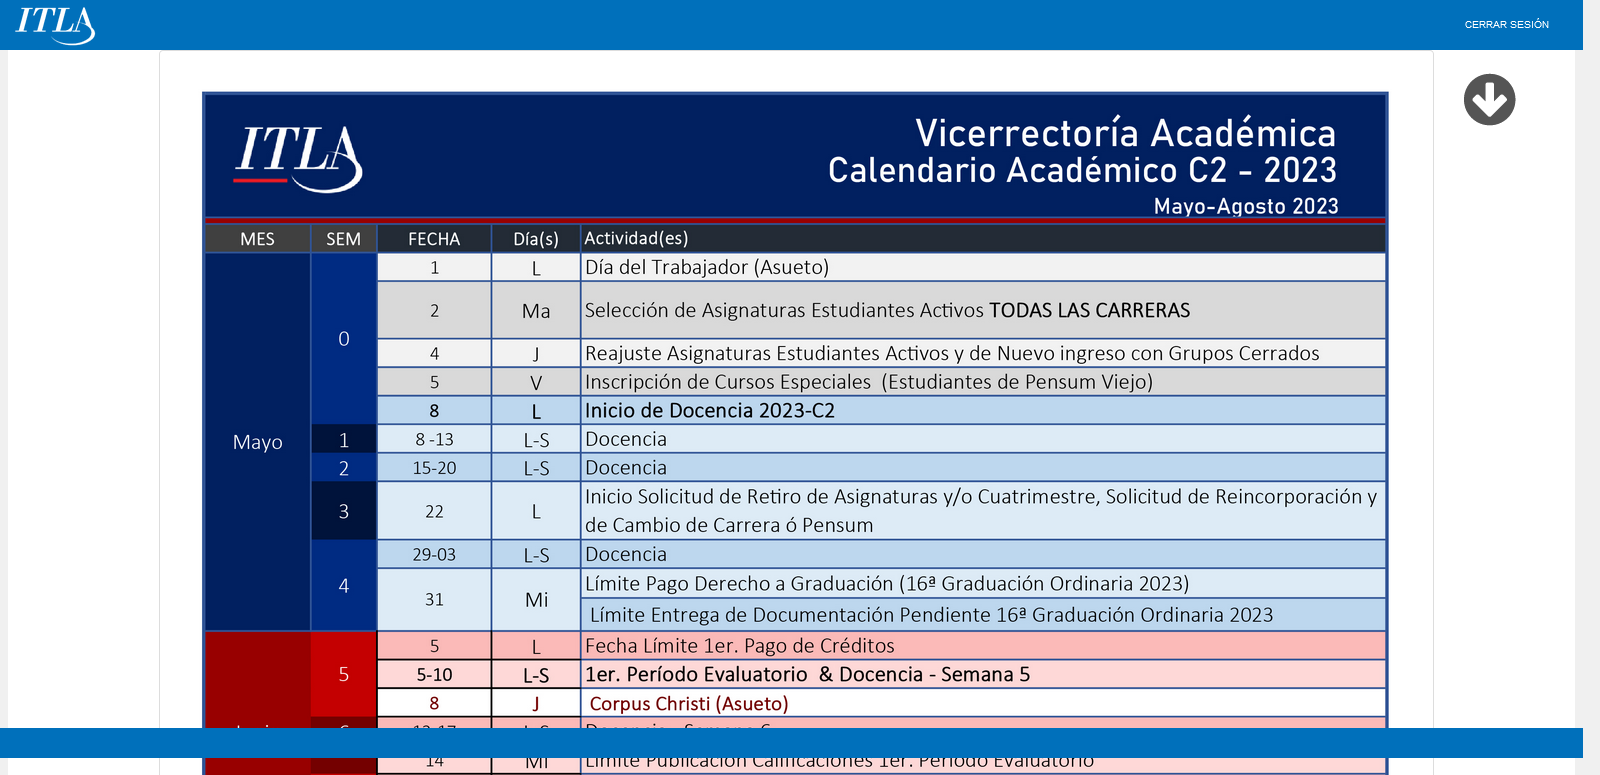 ITLA
CERRAR SESIÓN
ITLA
Vicerrectoría Académica
Calendario Académico C2 - 2023
Mayo-Agosto 2023
MES SEM FECHA Día(s) Actividad(es)
Mayo
0
1 L Día del Trabajador (Asueto)
2 Ma Selección de Asignaturas Estudiantes Activos TODAS LAS CARRERAS
4 J Reajuste Asignaturas Estudiantes Activos y de Nuevo ingreso con Grupos Cerrados
5 V Inscripción de Cursos Especiales (Estudiantes de Pensum Viejo)
8 L Inicio de Docencia 2023-C2
1 8 -13 L-S Docencia
2 15-20 L-S Docencia
3 22 L Inicio Solicitud de Retiro de Asignaturas y/o Cuatrimestre, Solicitud de Reincorporación y
de Cambio de Carrera ó Pensum
4
29-03 L-S Docencia
31 Mi Límite Pago Derecho a Graduación (16ª Graduación Ordinaria 2023)
Límite Entrega de Documentación Pendiente 16ª Graduación Ordinaria 2023
5
5 L Fecha Límite 1er. Pago de Créditos
5-10 L-S 1er. Período Evaluatorio & Docencia - Semana 5
8 J Corpus Christi (Asueto)
14 Mi Límite Publicación Calificaciones 1er. Período Evaluatorio